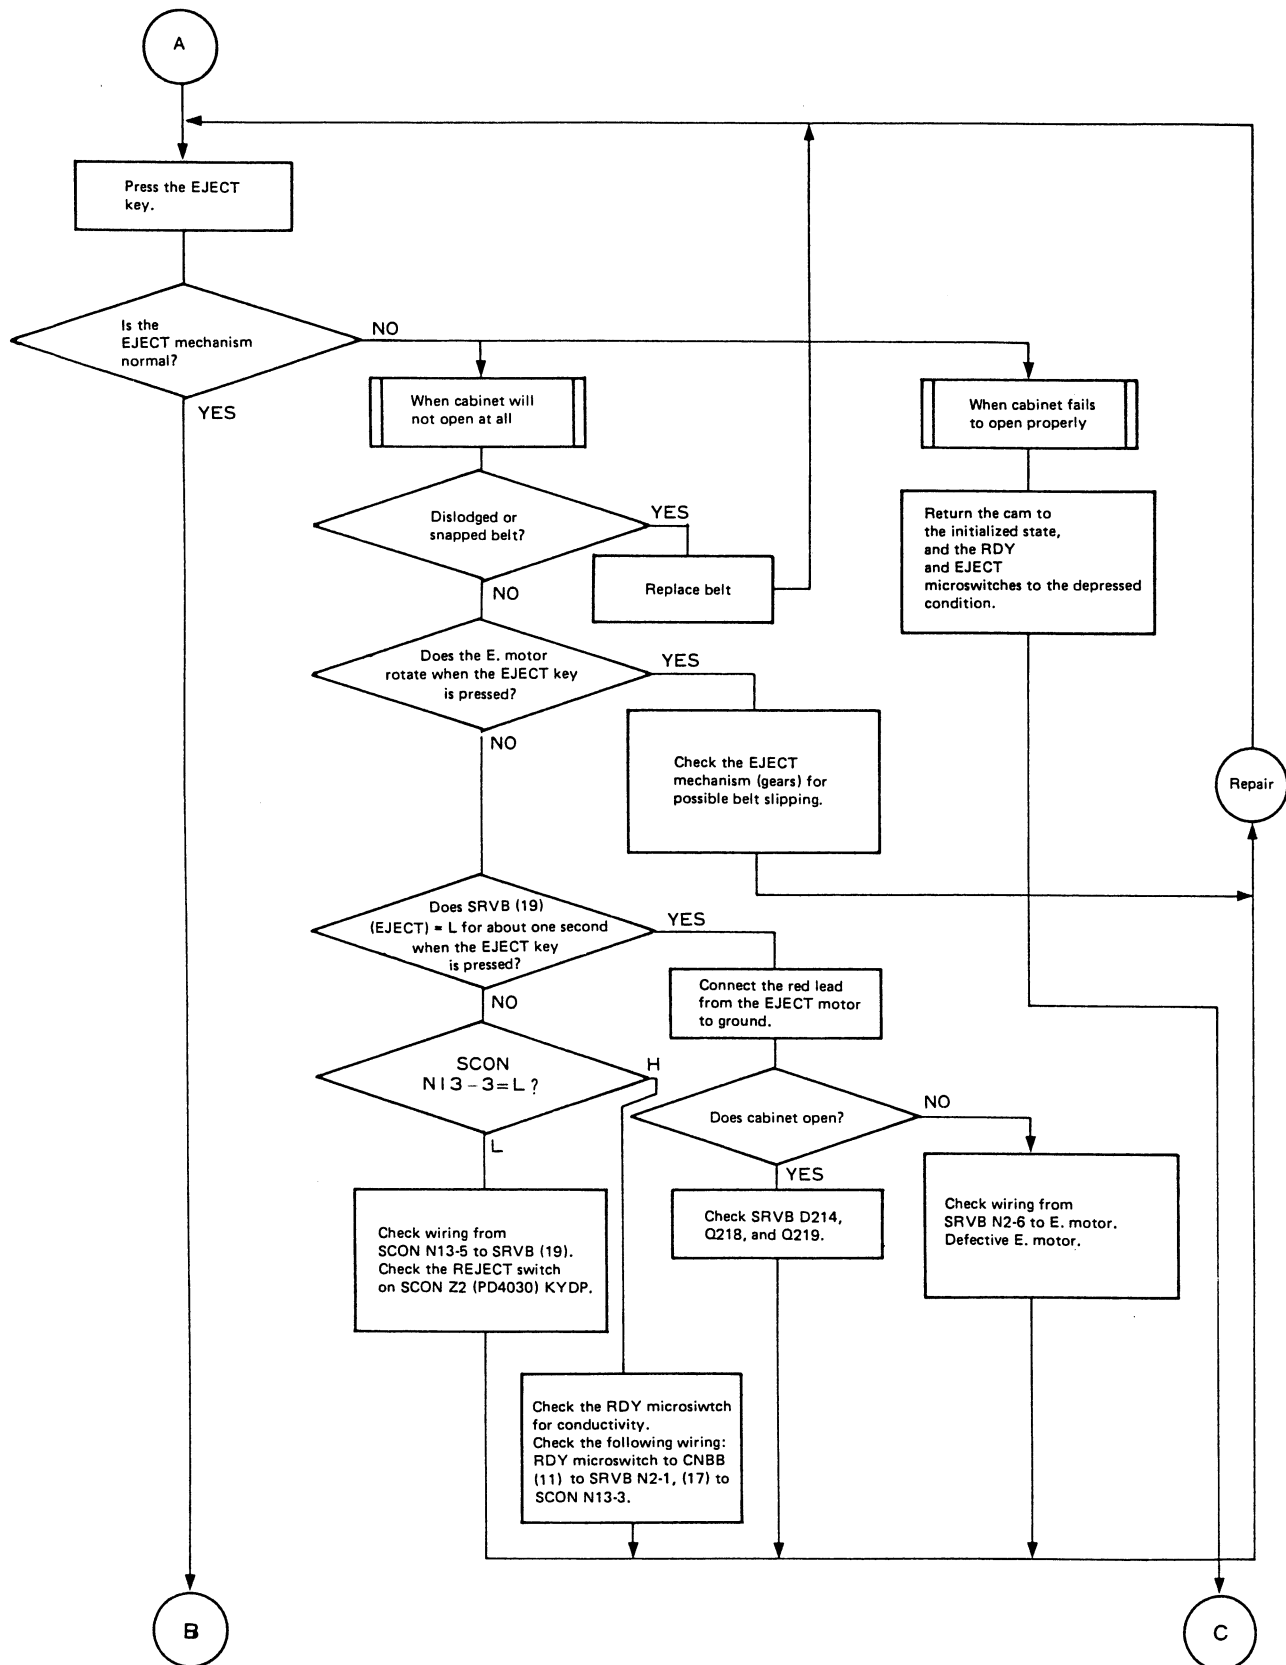 A
Press the EJECT
key.
Is the
EJECT mechanism
normal?
NO
YES
When cabinet will
not open at all
When cabinet fails
to open properly
Dislodged or
snapped belt?
YES
NO
Replace belt
Return the cam to
the initialized state,
and the RDY
and EJECT
microswitches to the depressed
condition.
Does the E. motor
rotate when the EJECT key
is pressed?
YES
NO
Check the EJECT
mechanism (gears) for
possible belt slipping.
Repair
Does SRVB (19)
(EJECT) = L for about one second
when the EJECT key
is pressed?
YES
NO
Connect the red lead
from the EJECT motor
to ground.
SCON
N13-3=L?
H
L
Does cabinet open?
NO
YES
Check wiring from
SCON N13-5 to SRVB (19).
Check the REJECT switch
on SCON Z2 (PD4030) KYDP.
Check SRVB D214,
Q218, and Q219.
Check wiring from
SRVB N2-6 to E. motor.
Defective E. motor.
Check the RDY microsiwtch
for conductivity.
Check the following wiring:
RDY microswitch to CNBB
(11) to SRVB N2-1, (17) to
SCON N13-3.
B
C